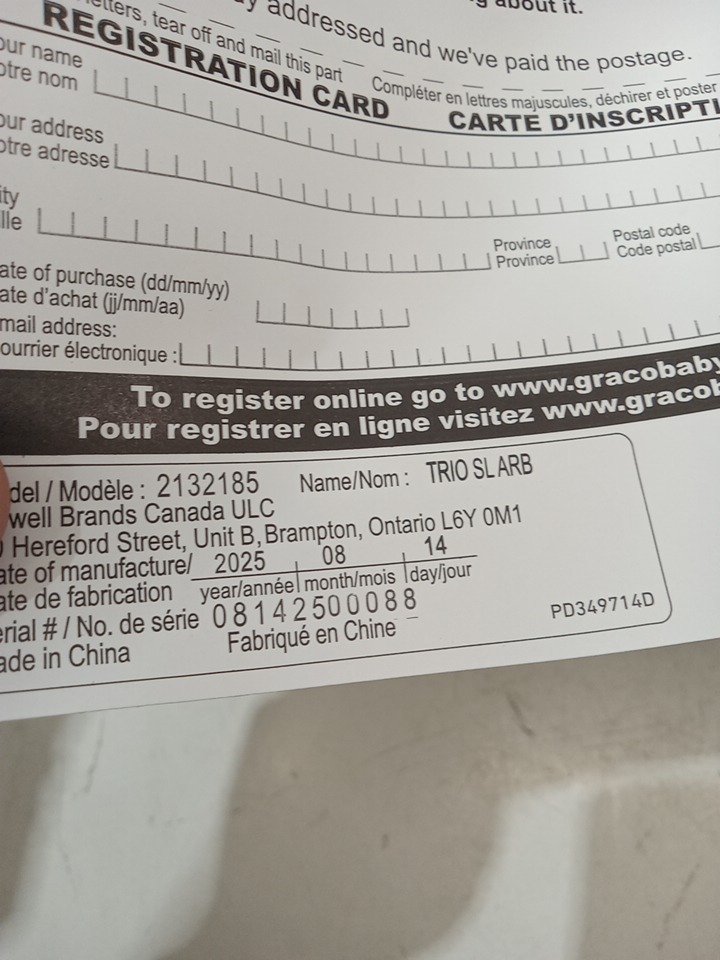 about it.
addressed and we've paid the postage.
letters, tear off and mail this part
Compléter en lettres majuscules, déchirer et poster
REGISTRATION CARD
CARTE D'INSCRIPTI
our name
otre nom
our address
otre adresse
ity
lle
Province
Province
Postal code
Code postal
ate of purchase (dd/mm/yy)
ate d'achat (jj/mm/aa)
mail address:
ourrier électronique :
To register online go to www.gracobaby
Pour registrer en ligne visitez www.graco
del / Modèle : 2132185 Name/Nom : TRIO SL ARB
well Brands Canada ULC
Hereford Street, Unit B, Brampton, Ontario L6Y 0M1
ate of manufacture/ 2025 08 14
ate de fabrication year/année month/mois day/jour
erial # / No. de série 08142500088
ade in China Fabriqué en Chine
PD349714D